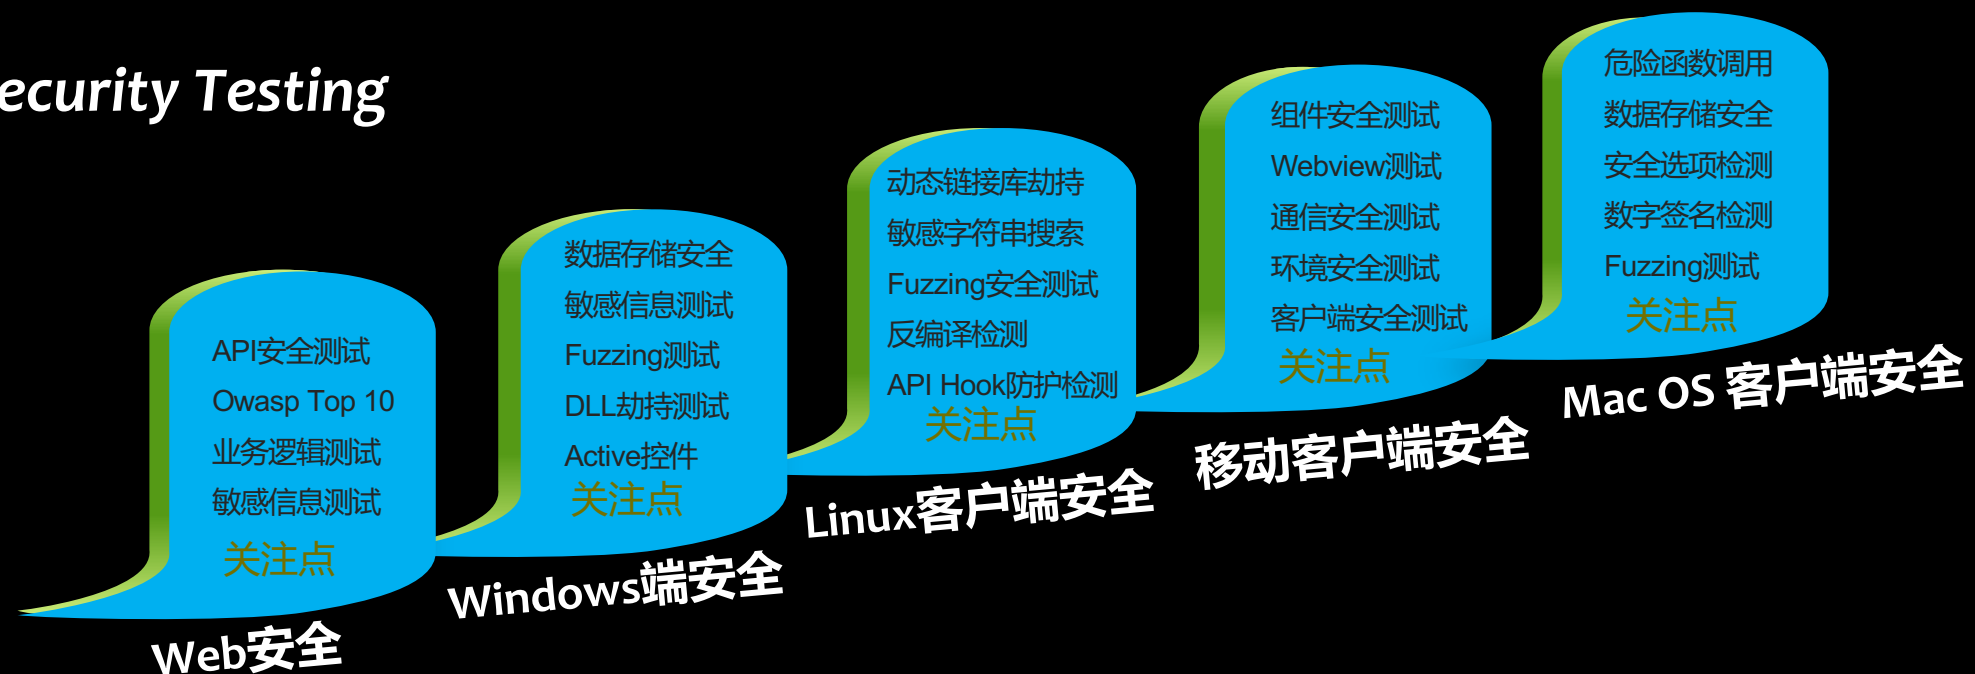 ecurity Testing
API安全测试
Owasp Top 10
业务逻辑测试
敏感信息测试
关注点
Web安全
数据存储安全
敏感信息测试
Fuzzing测试
DLL劫持测试
Active控件
关注点
Windows端安全
动态链接库劫持
敏感字符串搜索
Fuzzing安全测试
反编译检测
API Hook防护检测
关注点
Linux客户端安全
组件安全测试
Webview测试
通信安全测试
环境安全测试
客户端安全测试
关注点
移动客户端安全
危险函数调用
数据存储安全
安全选项检测
数字签名检测
Fuzzing测试
关注点
Mac OS 客户端安全